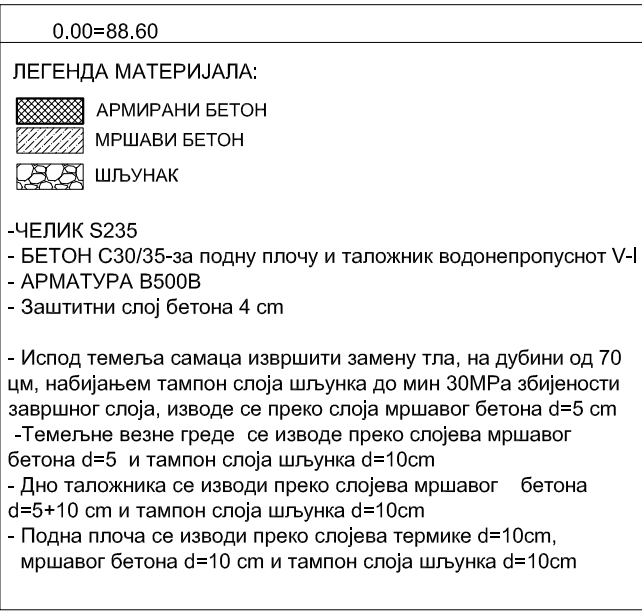 0.00=88.60
ЛЕГЕНДА МАТЕРИЈАЛА:
АРМИРАНИ БЕТОН
МРШАВИ БЕТОН
ШЉУНАК
-ЧЕЛИК S235
- БЕТОН C30/35-за подну плочу и таложник водонепропусност V-I
- АРМАТУРА B500B
- Заштитни слој бетона 4 cm
- Испод темеља самаца извршити замену тла, на дубини од 70
цм, набијањем тампон слоја шљунка до мин 30MPa збијености
завршног слоја, изводе се преко слоја мршавог бетона d=5 cm
-Темељне везне греде се изводе преко слојева мршавог
бетона d=5 и тампон слоја шљунка d=10cm
- Дно таложника се изводи преко слојева мршавог бетона
d=5+10 cm и тампон слоја шљунка d=10cm
- Подна плоча се изводи преко слојева термике d=10cm,
мршавог бетона d=10 cm и тампон слоја шљунка d=10cm